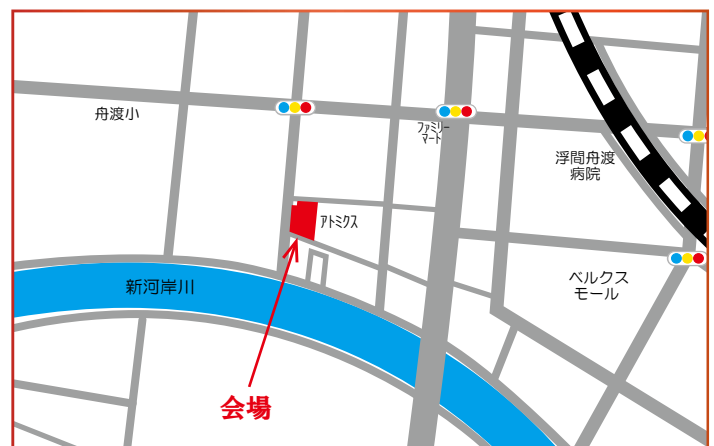 舟渡小
ファミリー
マート
浮間舟渡
病院
アトミクス
新河岸川
ベルクス
モール
会場